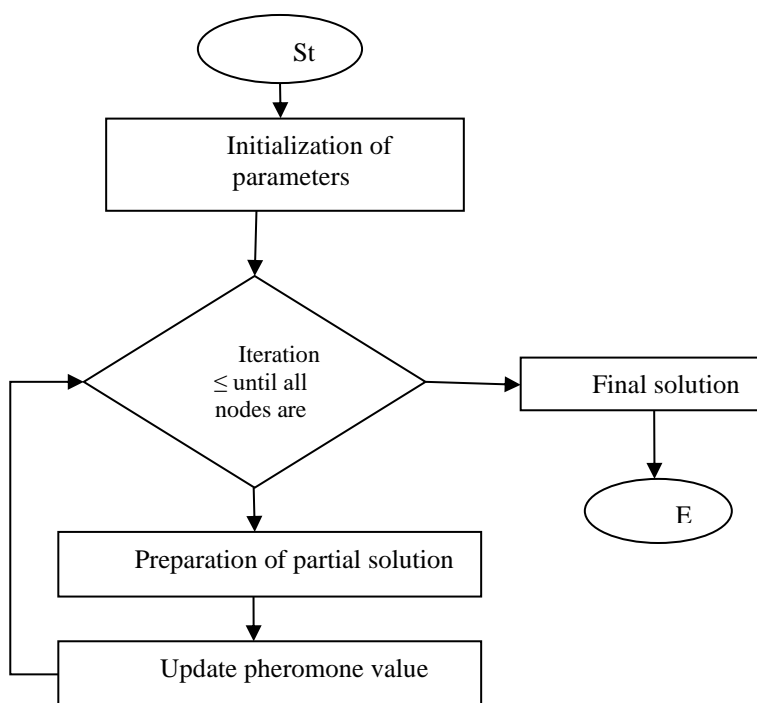 St
Initialization of
parameters
Iteration
≤ until all
nodes are
Final solution
E
Preparation of partial solution
Update pheromone value